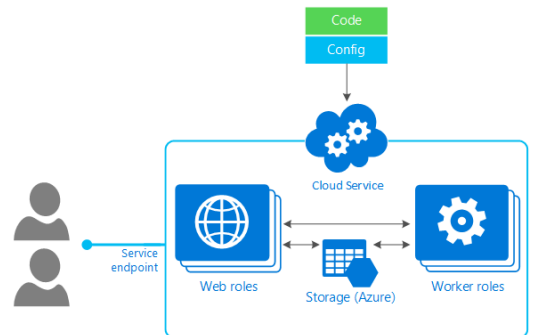 Code
Config
Cloud Service
Service
endpoint
Web roles
Storage (Azure)
Worker roles